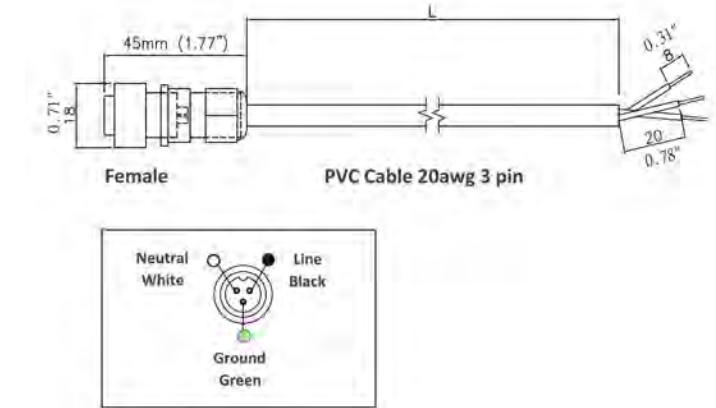 L
45mm (1.77")
0.31"
8
0.71"
18
20
0.78"
Female
PVC Cable 20awg 3 pin
Neutral
White
Line
Black
Ground
Green